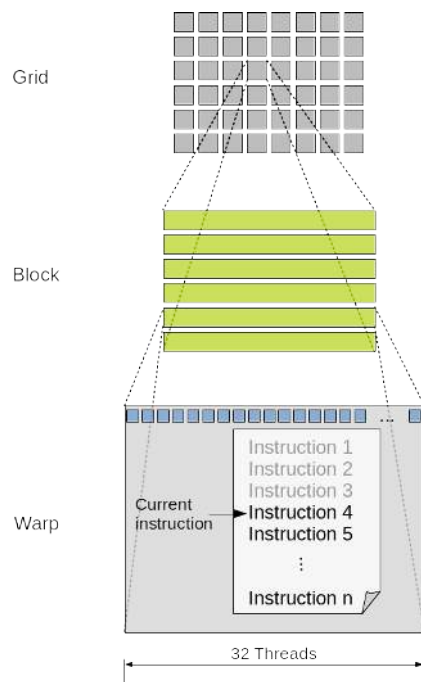 Grid
Block
Instruction 1
Instruction 2
Instruction 3
Current
instruction
Instruction 4
Instruction 5
⋮
Warp
Instruction n
...
32 Threads